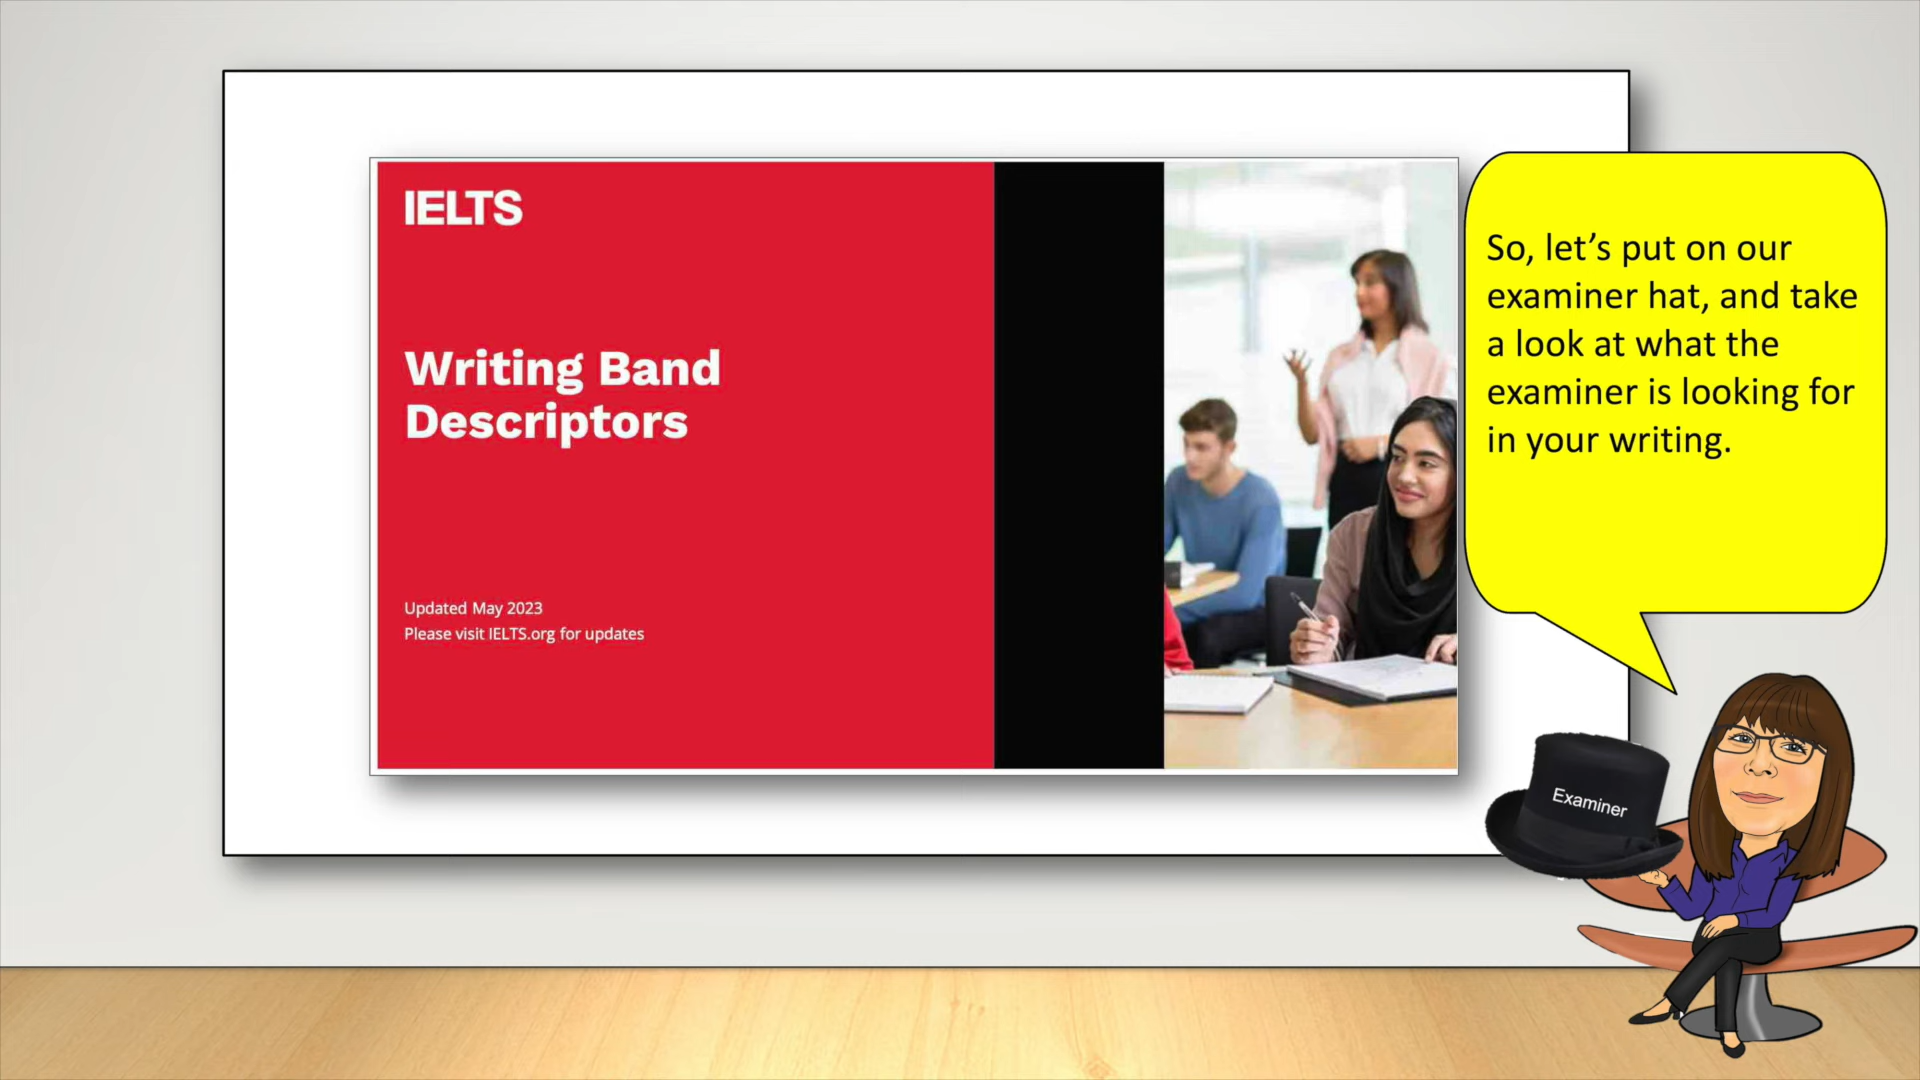 IELTS
Writing Band
Descriptors
Updated May 2023
Please visit IELTS.org for updates
So, let’s put on our
examiner hat, and take
a look at what the
examiner is looking for
in your writing.
Examiner